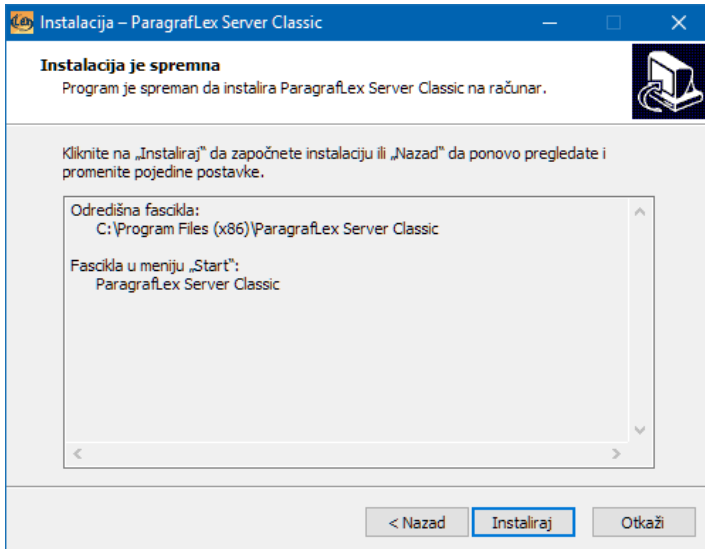 Lex Instalacija – ParagrafLex Server Classic
Instalacija je spremna
Program je spreman da instalira ParagrafLex Server Classic na računar.
Kliknite na „Instaliraj“ da započnete instalaciju ili „Nazad“ da ponovo pregledate i
promenite pojedine postavke.
Odredišna fascikla:
C:\Program Files (x86)\ParagrafLex Server Classic
Fascikla u meniju „Start“:
ParagrafLex Server Classic
< Nazad Instaliraj Otkaži